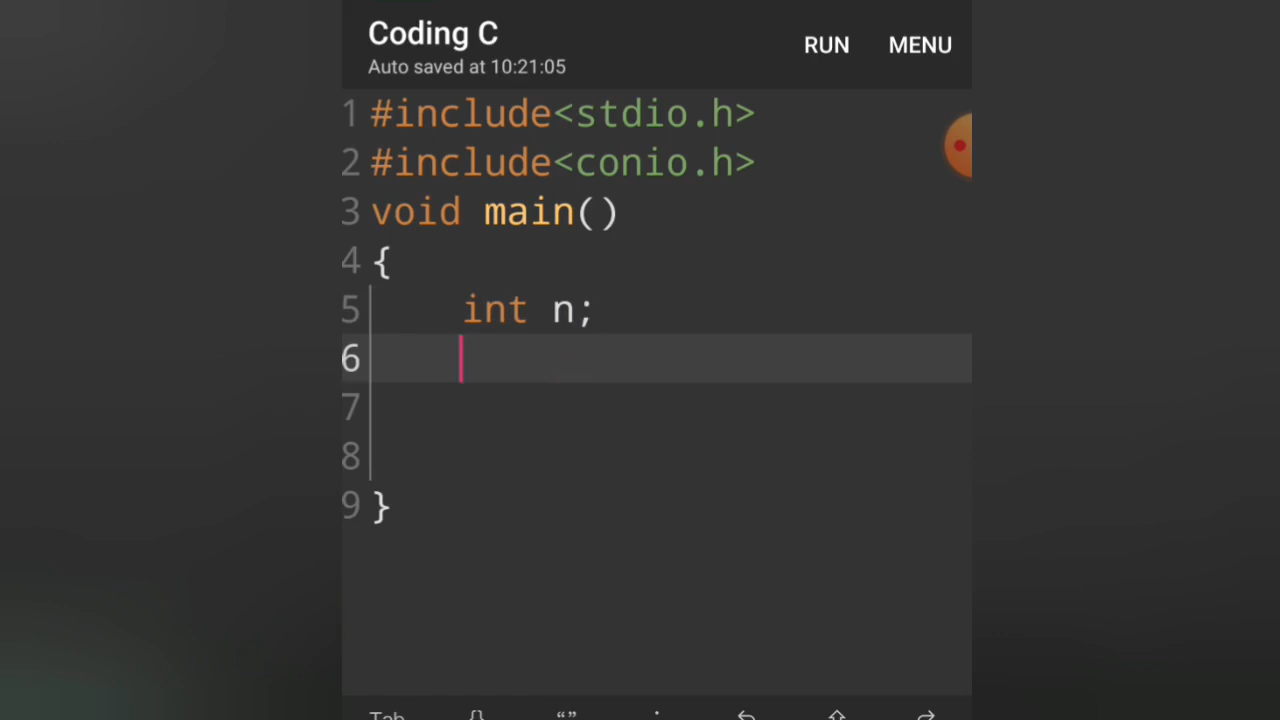 Coding C
RUN MENU
Auto saved at 10:21:05
1 #include<stdio.h>
2 #include<conio.h>
3 void main()
4 {
5 int n;
6
7
8
9 }
Tab {} “” ;